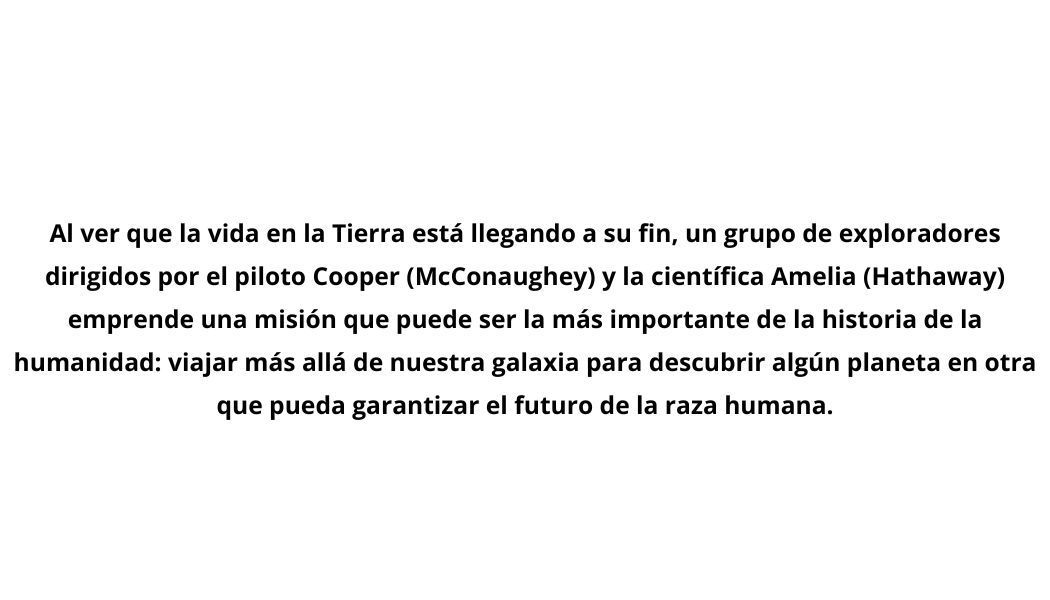 Al ver que la vida en la Tierra está llegando a su fin, un grupo de exploradores
dirigidos por el piloto Cooper (McConaughey) y la científica Amelia (Hathaway)
emprende una misión que puede ser la más importante de la historia de la
humanidad: viajar más allá de nuestra galaxia para descubrir algún planeta en otra
que pueda garantizar el futuro de la raza humana.